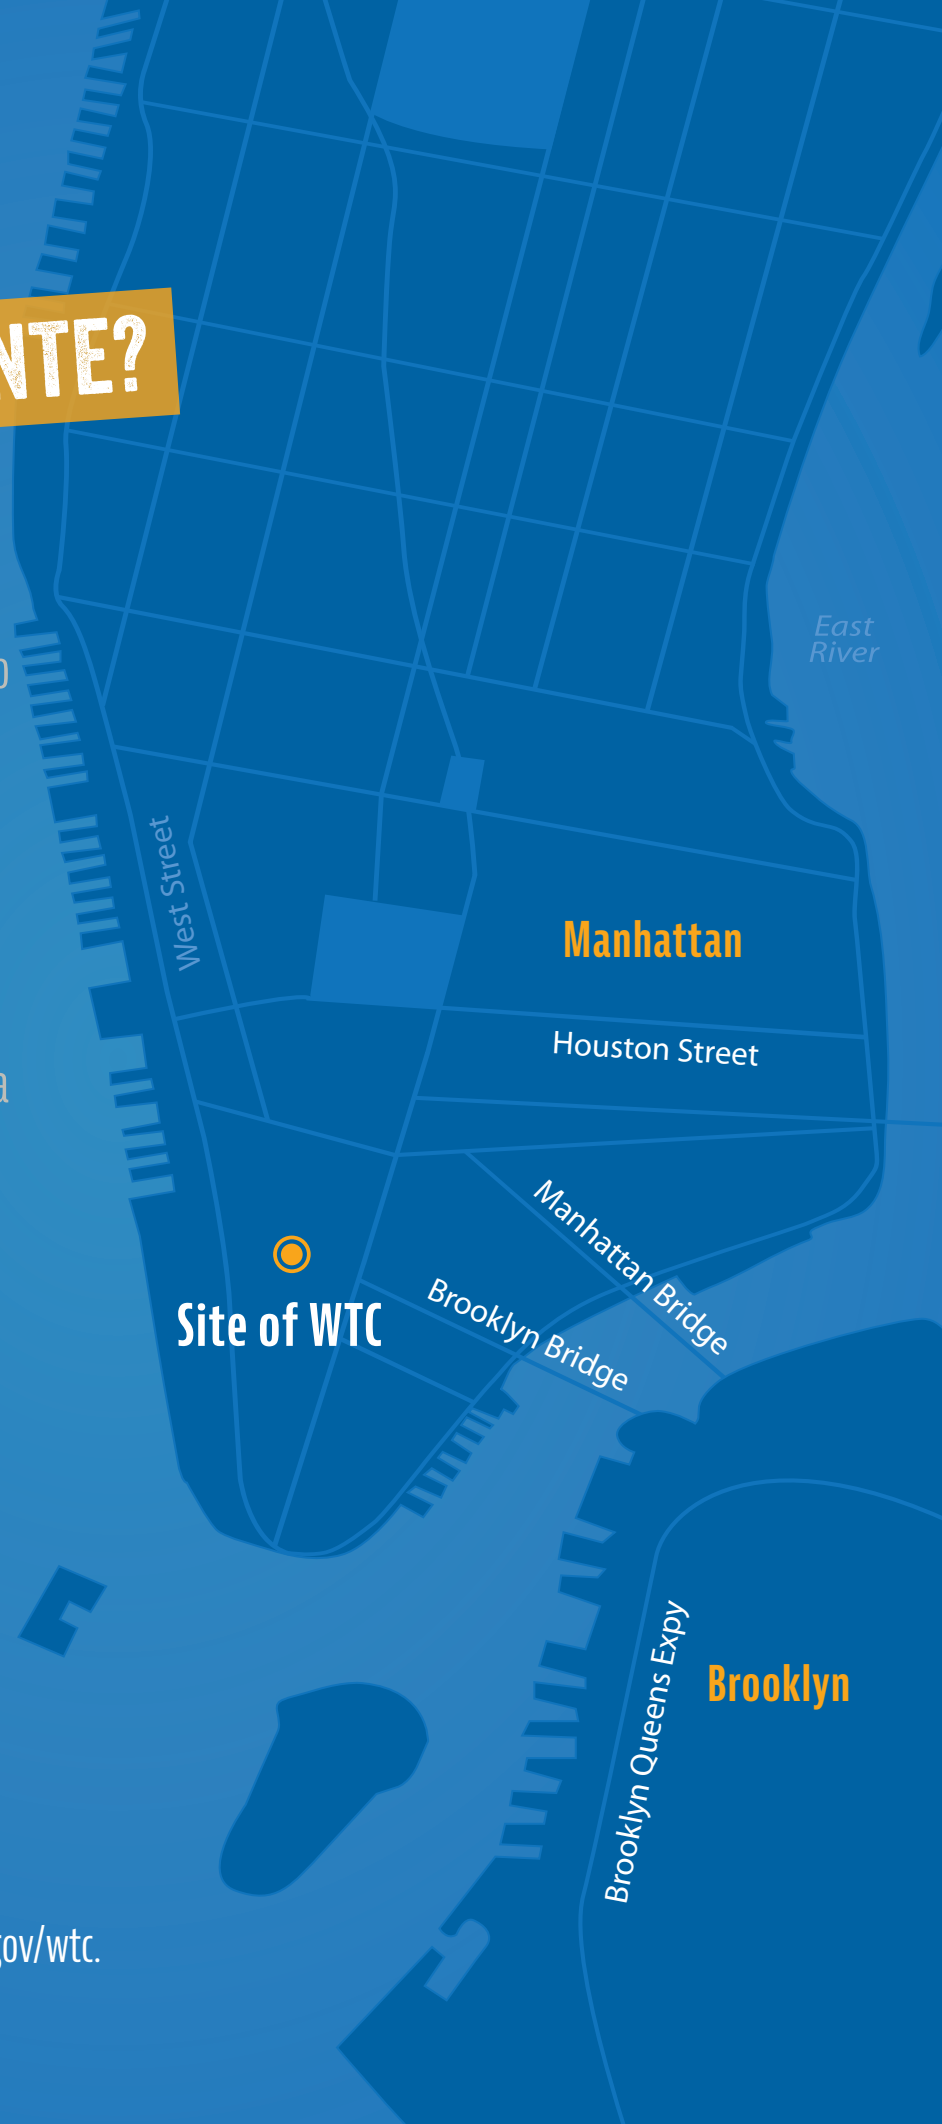 NTE?
East
River
West Street
Manhattan
Houston Street
Manhattan Bridge
Brooklyn Bridge
Site of WTC
Brooklyn Queens Expy
Brooklyn
gov/wtc.